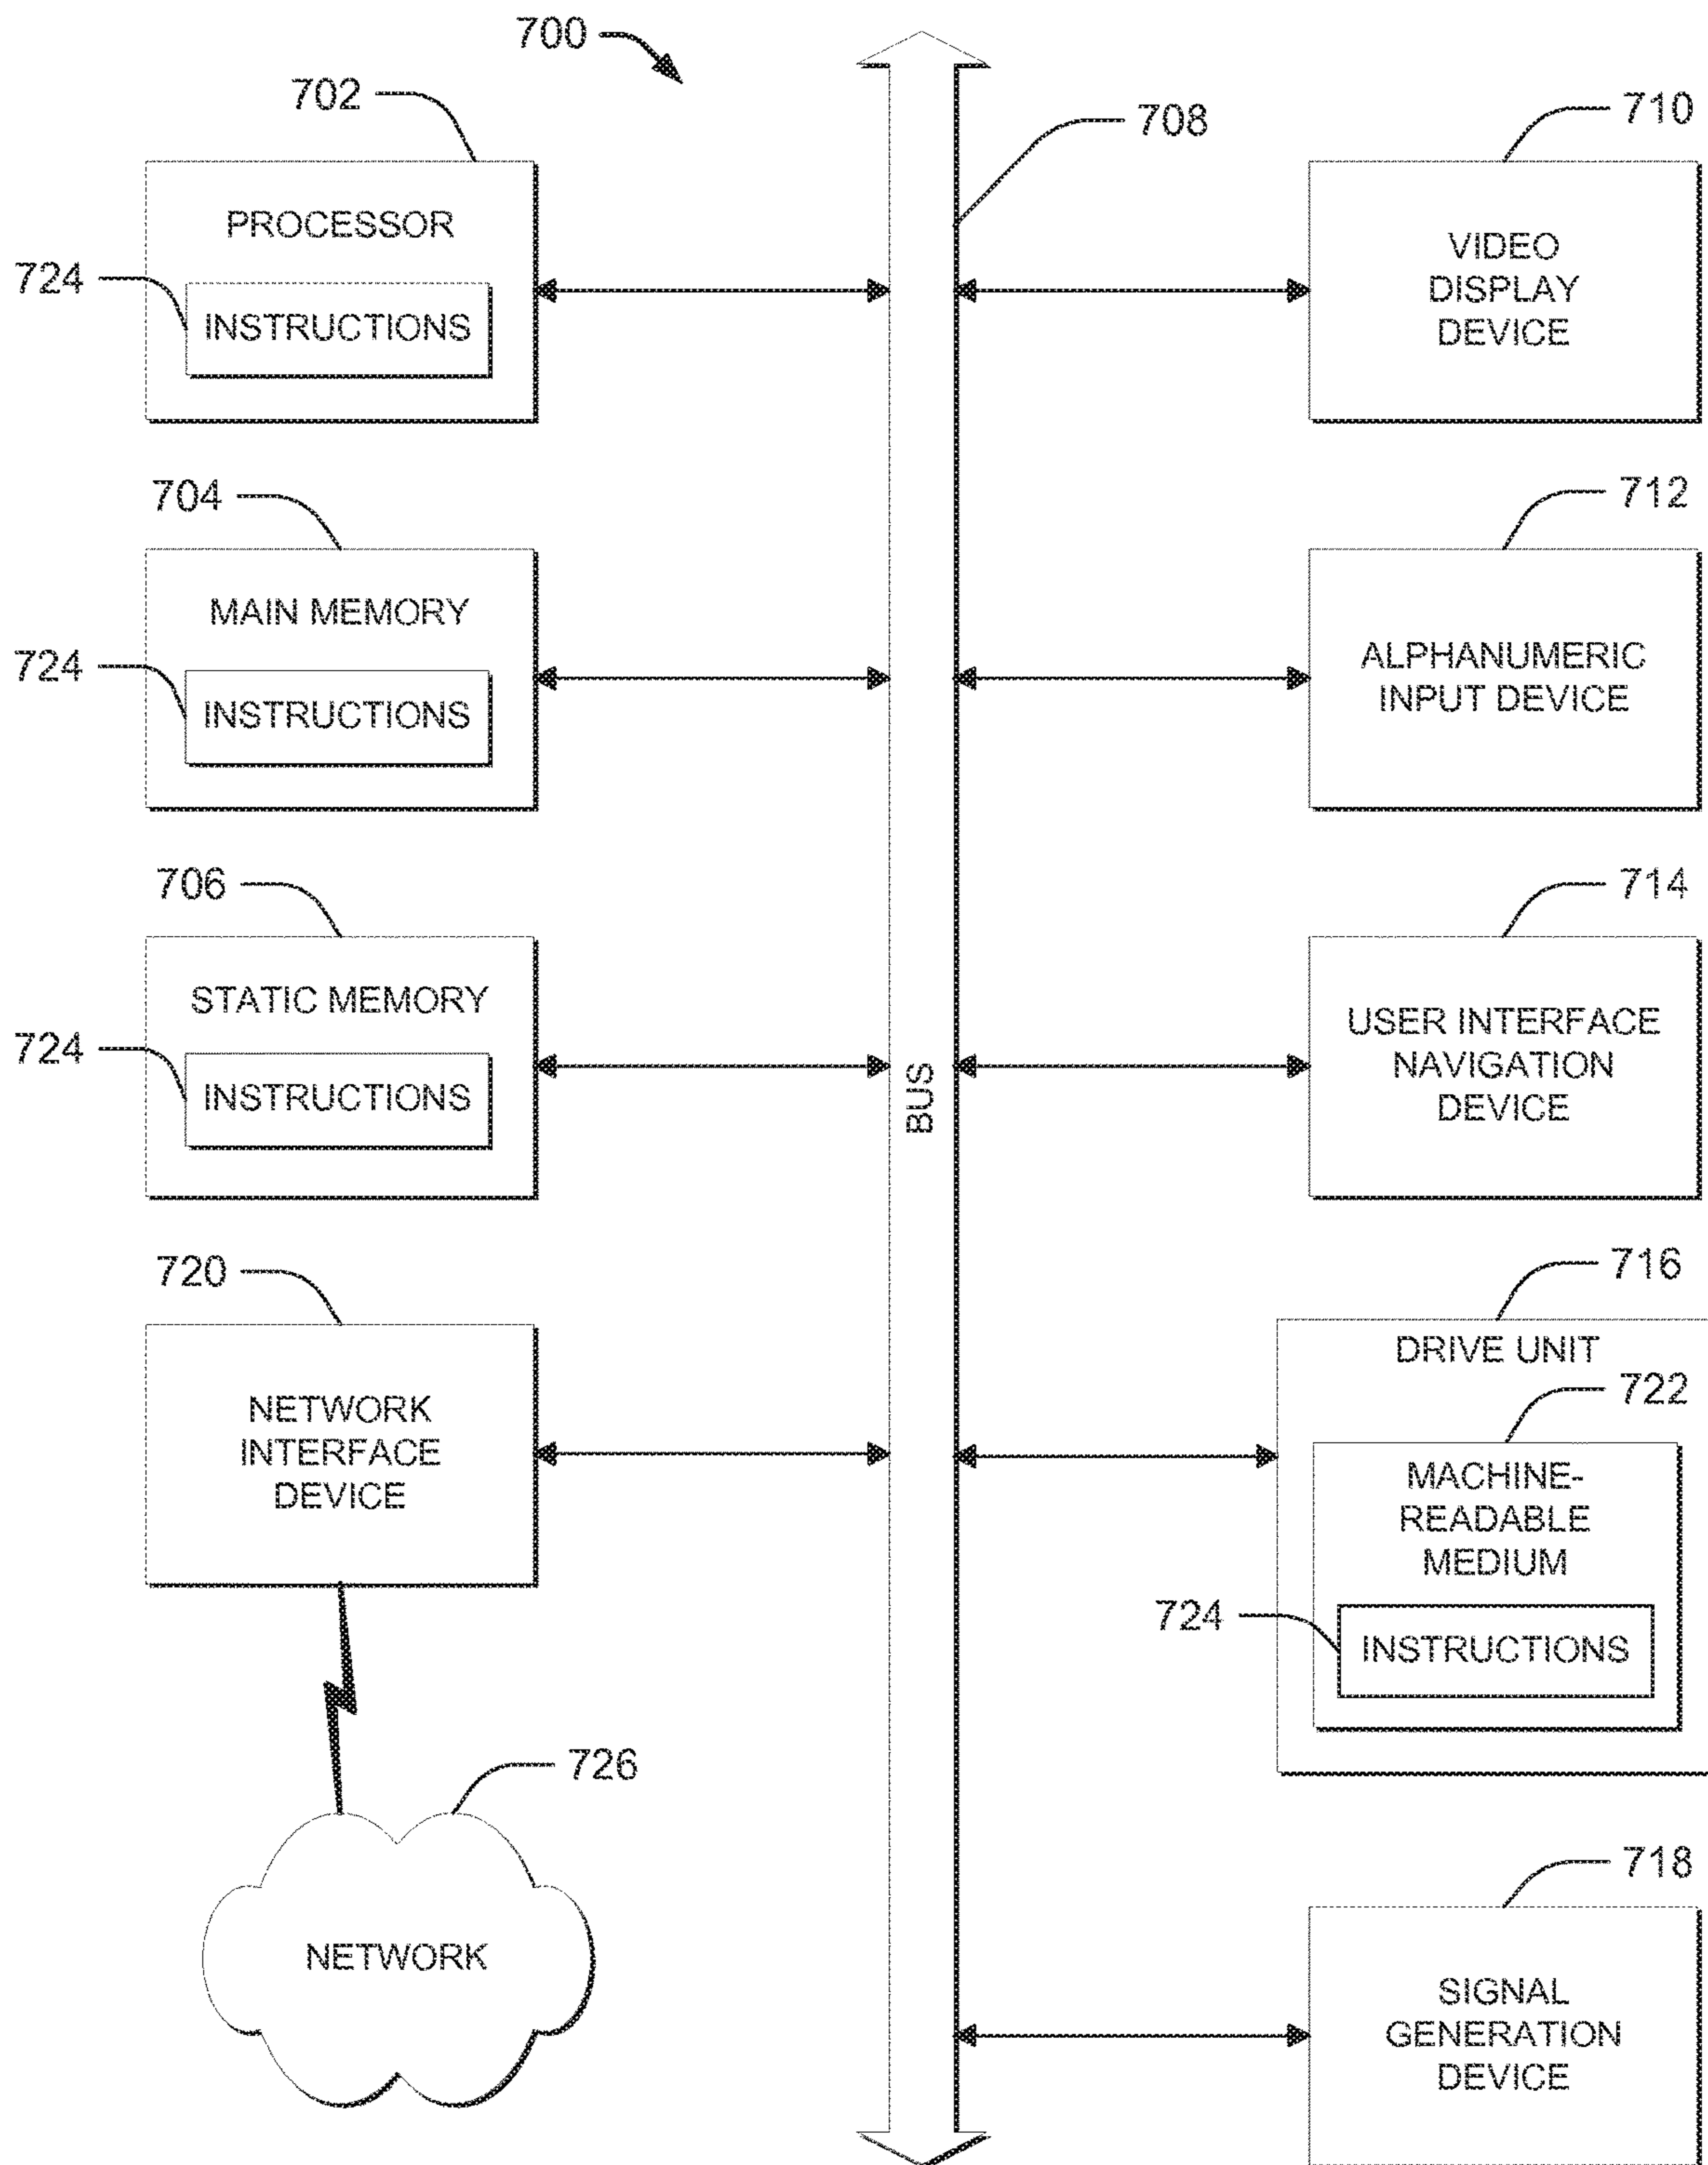 700
702
PROCESSOR
724
INSTRUCTIONS
704
MAIN MEMORY
724
INSTRUCTIONS
706
STATIC MEMORY
724
INSTRUCTIONS
720
NETWORK
INTERFACE
DEVICE
726
NETWORK
708
BUS
710
VIDEO
DISPLAY
DEVICE
712
ALPHANUMERIC
INPUT DEVICE
714
USER INTERFACE
NAVIGATION
DEVICE
716
DRIVE UNIT
722
MACHINE-
READABLE
MEDIUM
724
INSTRUCTIONS
718
SIGNAL
GENERATION
DEVICE